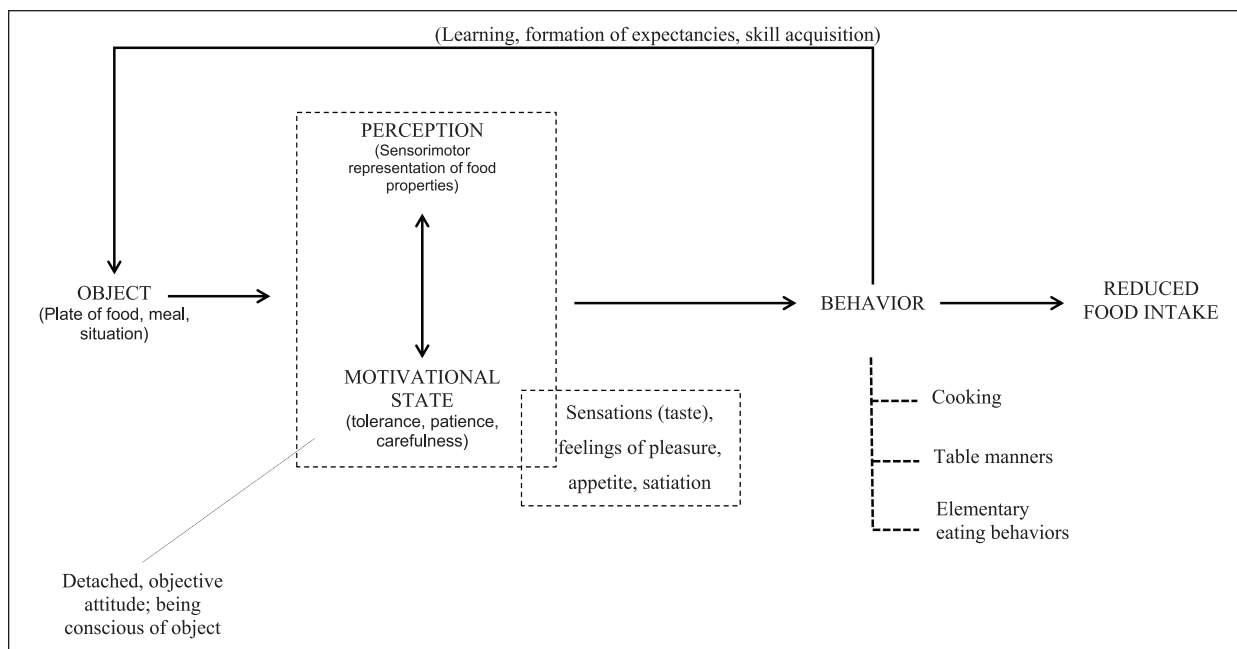 (Learning, formation of expectancies, skill acquisition)
PERCEPTION
(Sensorimotor
representation of food
properties)
OBJECT
(Plate of food, meal,
situation)
BEHAVIOR
REDUCED
FOOD INTAKE
MOTIVATIONAL
STATE
(tolerance, patience,
carefulness)
Sensations (taste),
feelings of pleasure,
appetite, satiation
Cooking
Table manners
Elementary
eating behaviors
Detached, objective
attitude; being
conscious of object